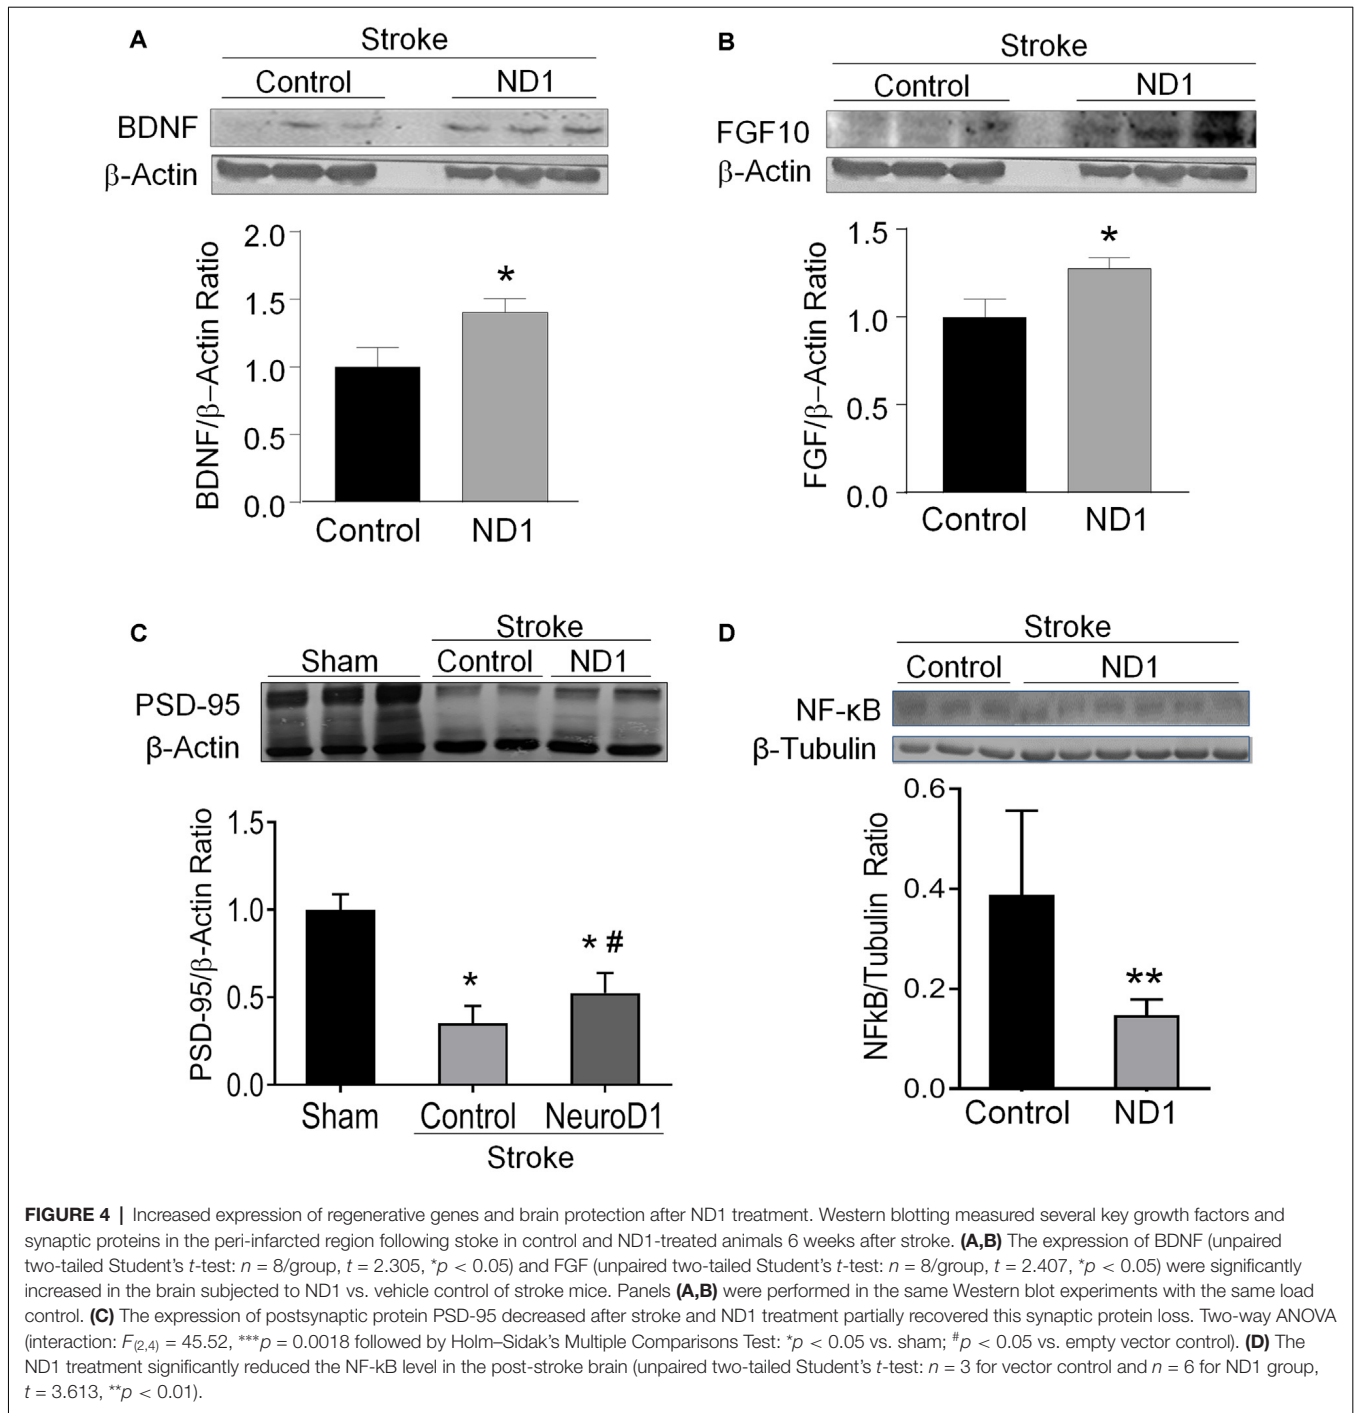 A
Stroke
Control ND1
BDNF
β-Actin
2.0
1.5
1.0
0.5
0.0
BDNF/β–Actin Ratio
*
Control ND1
B
Stroke
Control ND1
FGF10
β-Actin
1.5
1.0
0.5
0.0
FGF/β–Actin Ratio
*
Control ND1
C
Stroke
Sham Control ND1
PSD-95
β-Actin
1.5
1.0
0.5
0.0
PSD-95/β-Actin Ratio
*
* #
Sham Control NeuroD1
Stroke
D
Stroke
Control ND1
NF-κB
β-Tubulin
0.6
0.4
0.2
0.0
NFkB/Tubulin Ratio
**
Control ND1
FIGURE 4 | Increased expression of regenerative genes and brain protection after ND1 treatment. Western blotting measured several key growth factors and
synaptic proteins in the peri-infarcted region following stoke in control and ND1-treated animals 6 weeks after stroke. (A,B) The expression of BDNF (unpaired
two-tailed Student’s t-test: n = 8/group, t = 2.305, *p < 0.05) and FGF (unpaired two-tailed Student’s t-test: n = 8/group, t = 2.407, *p < 0.05) were significantly
increased in the brain subjected to ND1 vs. vehicle control of stroke mice. Panels (A,B) were performed in the same Western blot experiments with the same load
control. (C) The expression of postsynaptic protein PSD-95 decreased after stroke and ND1 treatment partially recovered this synaptic protein loss. Two-way ANOVA
(interaction: F(2,4) = 45.52, ***p = 0.0018 followed by Holm–Sidak’s Multiple Comparisons Test: *p < 0.05 vs. sham; #p < 0.05 vs. empty vector control). (D) The
ND1 treatment significantly reduced the NF-kB level in the post-stroke brain (unpaired two-tailed Student’s t-test: n = 3 for vector control and n = 6 for ND1 group,
t = 3.613, **p < 0.01).